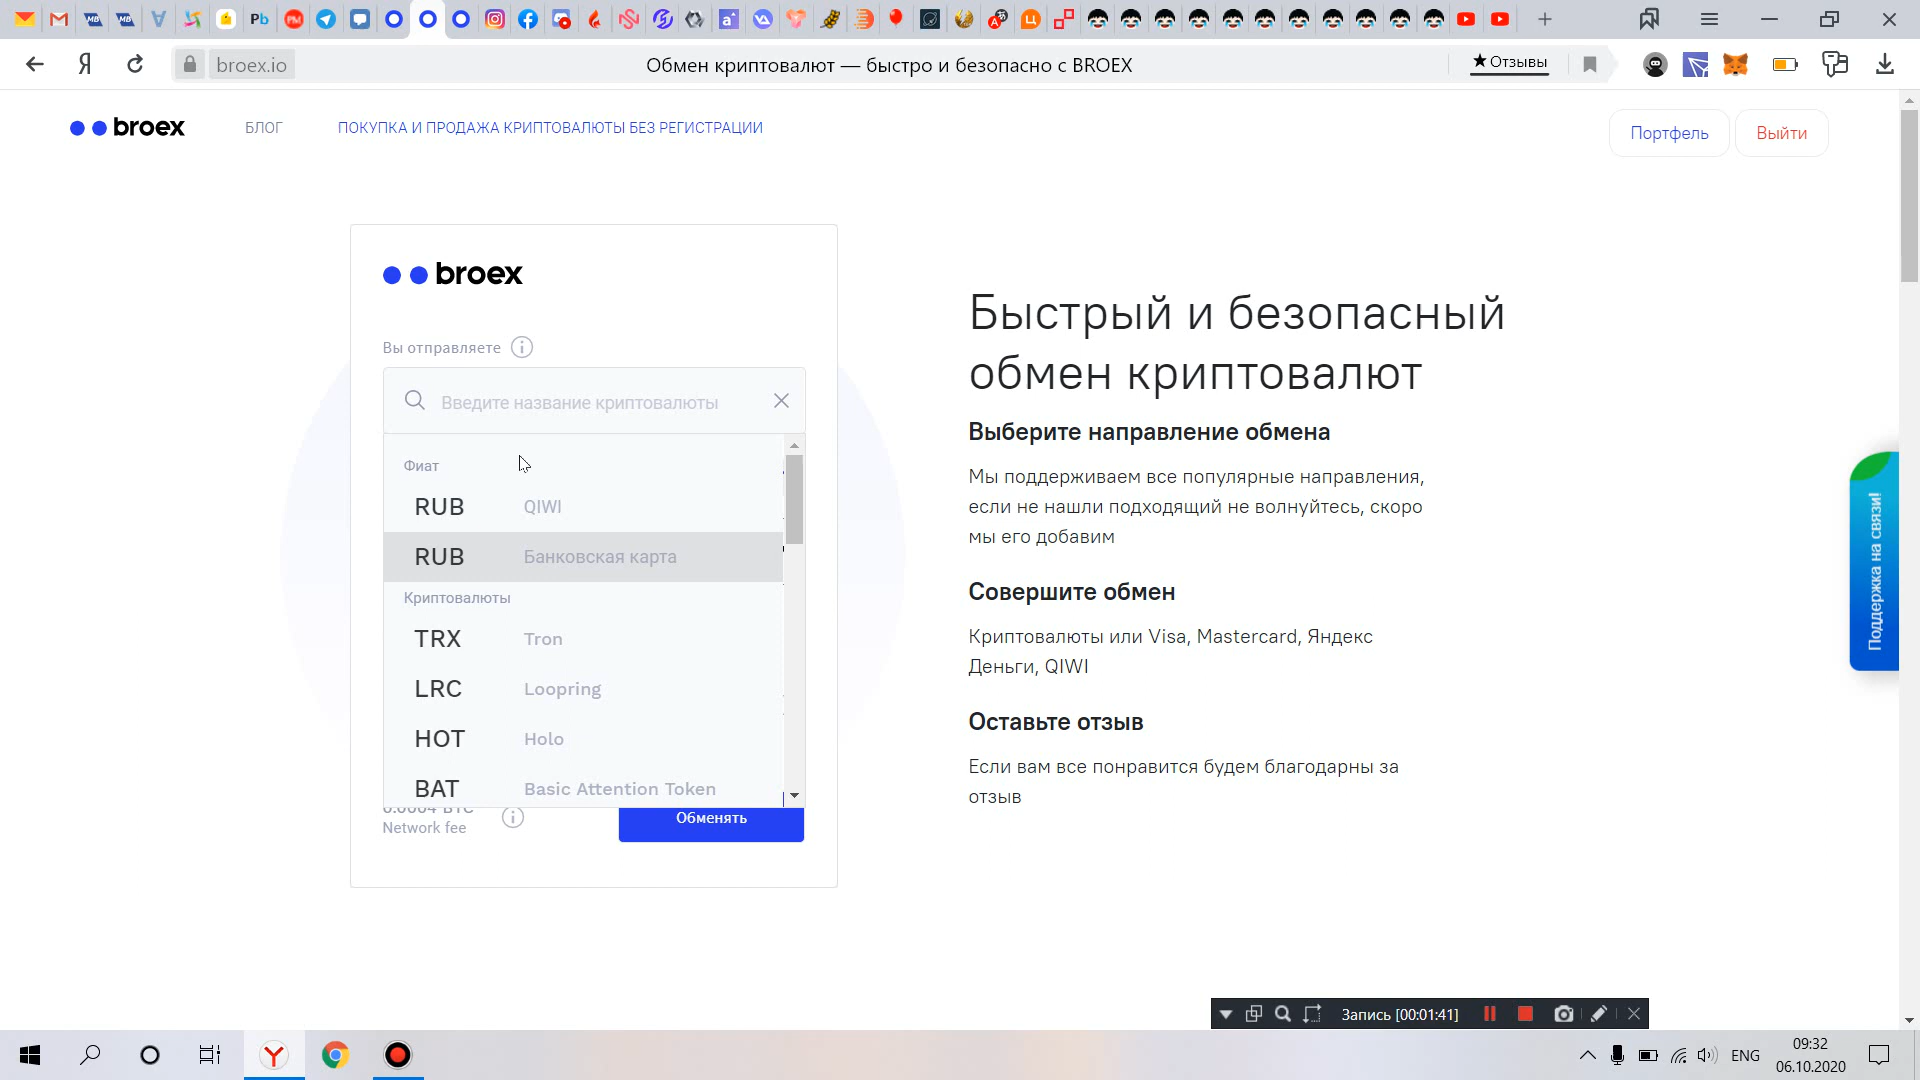 broex.io
Обмен криптовалют — быстро и безопасно с BROEX
★ Отзывы
broex
БЛОГ
ПОКУПКА И ПРОДАЖА КРИПТОВАЛЮТЫ БЕЗ РЕГИСТРАЦИИ
Портфель
Выйти
broex
Вы отправляете
Введите название криптовалюты
Фиат
RUB QIWI
RUB Банковская карта
Криптовалюты
TRX Tron
LRC Loopring
HOT Holo
BAT Basic Attention Token
Network fee
Обменять
Быстрый и безопасный
обмен криптовалют
Выберите направление обмена
Мы поддерживаем все популярные направления,
если не нашли подходящий не волнуйтесь, скоро
мы его добавим
Совершите обмен
Криптовалюты или Visa, Mastercard, Яндекс
Деньги, QIWI
Оставьте отзыв
Если вам все понравится будем благодарны за
отзыв
Поддержка на связи!
Запись [00:01:41]
ENG
09:32
06.10.2020